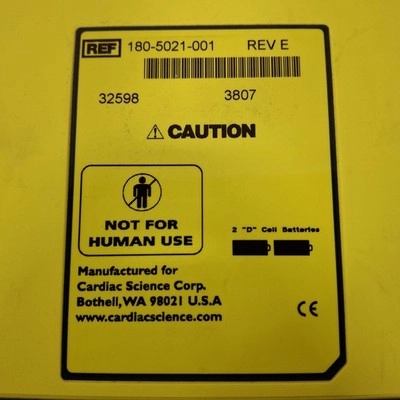 REF 180-5021-001 REV E
32598 3807
⚠ CAUTION
NOT FOR
HUMAN USE
2 "D" Cell Batteries
Manufactured for
Cardiac Science Corp.
Bothell, WA 98021 U.S.A
www.cardiacscience.com
CE